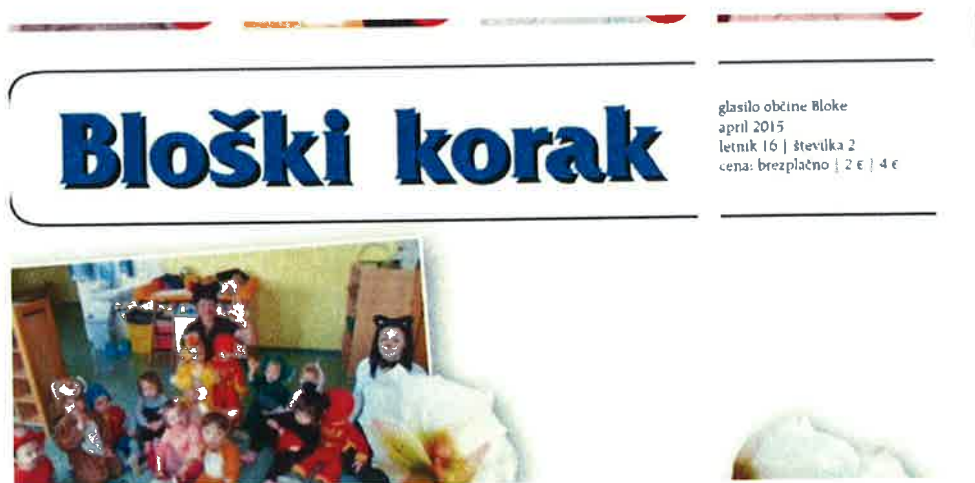 Bloški korak
glasilo občine Bloke
april 2015
letnik 16 | številka 2
cena: brezplačno | 2 € | 4 €